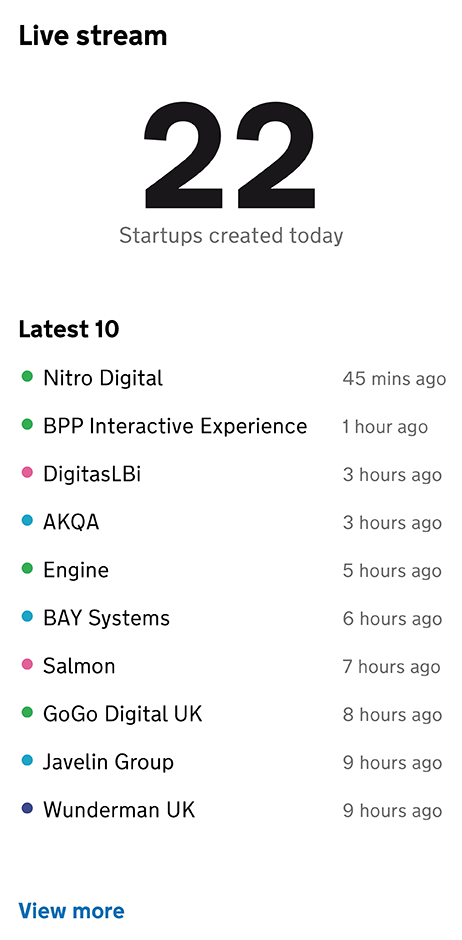 Live stream
22
Startups created today
Latest 10
Nitro Digital 45 mins ago
BPP Interactive Experience 1 hour ago
DigitasLBi 3 hours ago
AKQA 3 hours ago
Engine 5 hours ago
BAY Systems 6 hours ago
Salmon 7 hours ago
GoGo Digital UK 8 hours ago
Javelin Group 9 hours ago
Wunderman UK 9 hours ago
View more